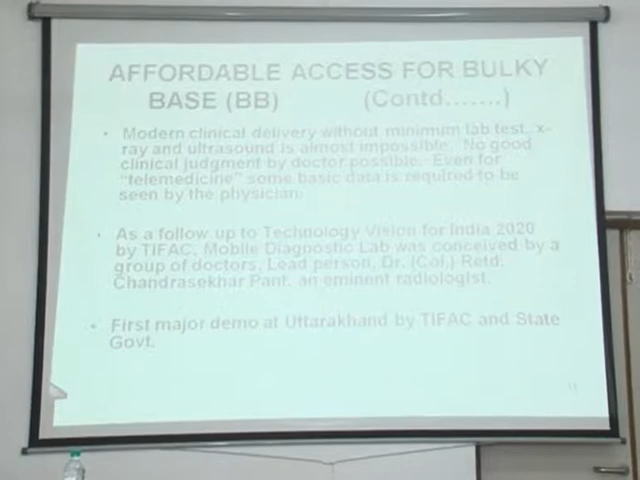 AFFORDABLE ACCESS FOR BULKY
BASE (BB) (Contd.......)
• Modern clinical delivery without minimum lab test, x-
ray and ultrasound is almost impossible. No good
clinical judgment by doctor possible. Even for
"telemedicine" some basic data is required to be
seen by the physician.
• As a follow up to Technology Vision for India 2020
by TIFAC, Mobile Diagnostic Lab was conceived by a
group of doctors, Lead person, Dr. (Col.) Retd.
Chandrasekhar Pant, an eminent radiologist.
• First major demo at Uttarakhand by TIFAC and State
Govt.
11